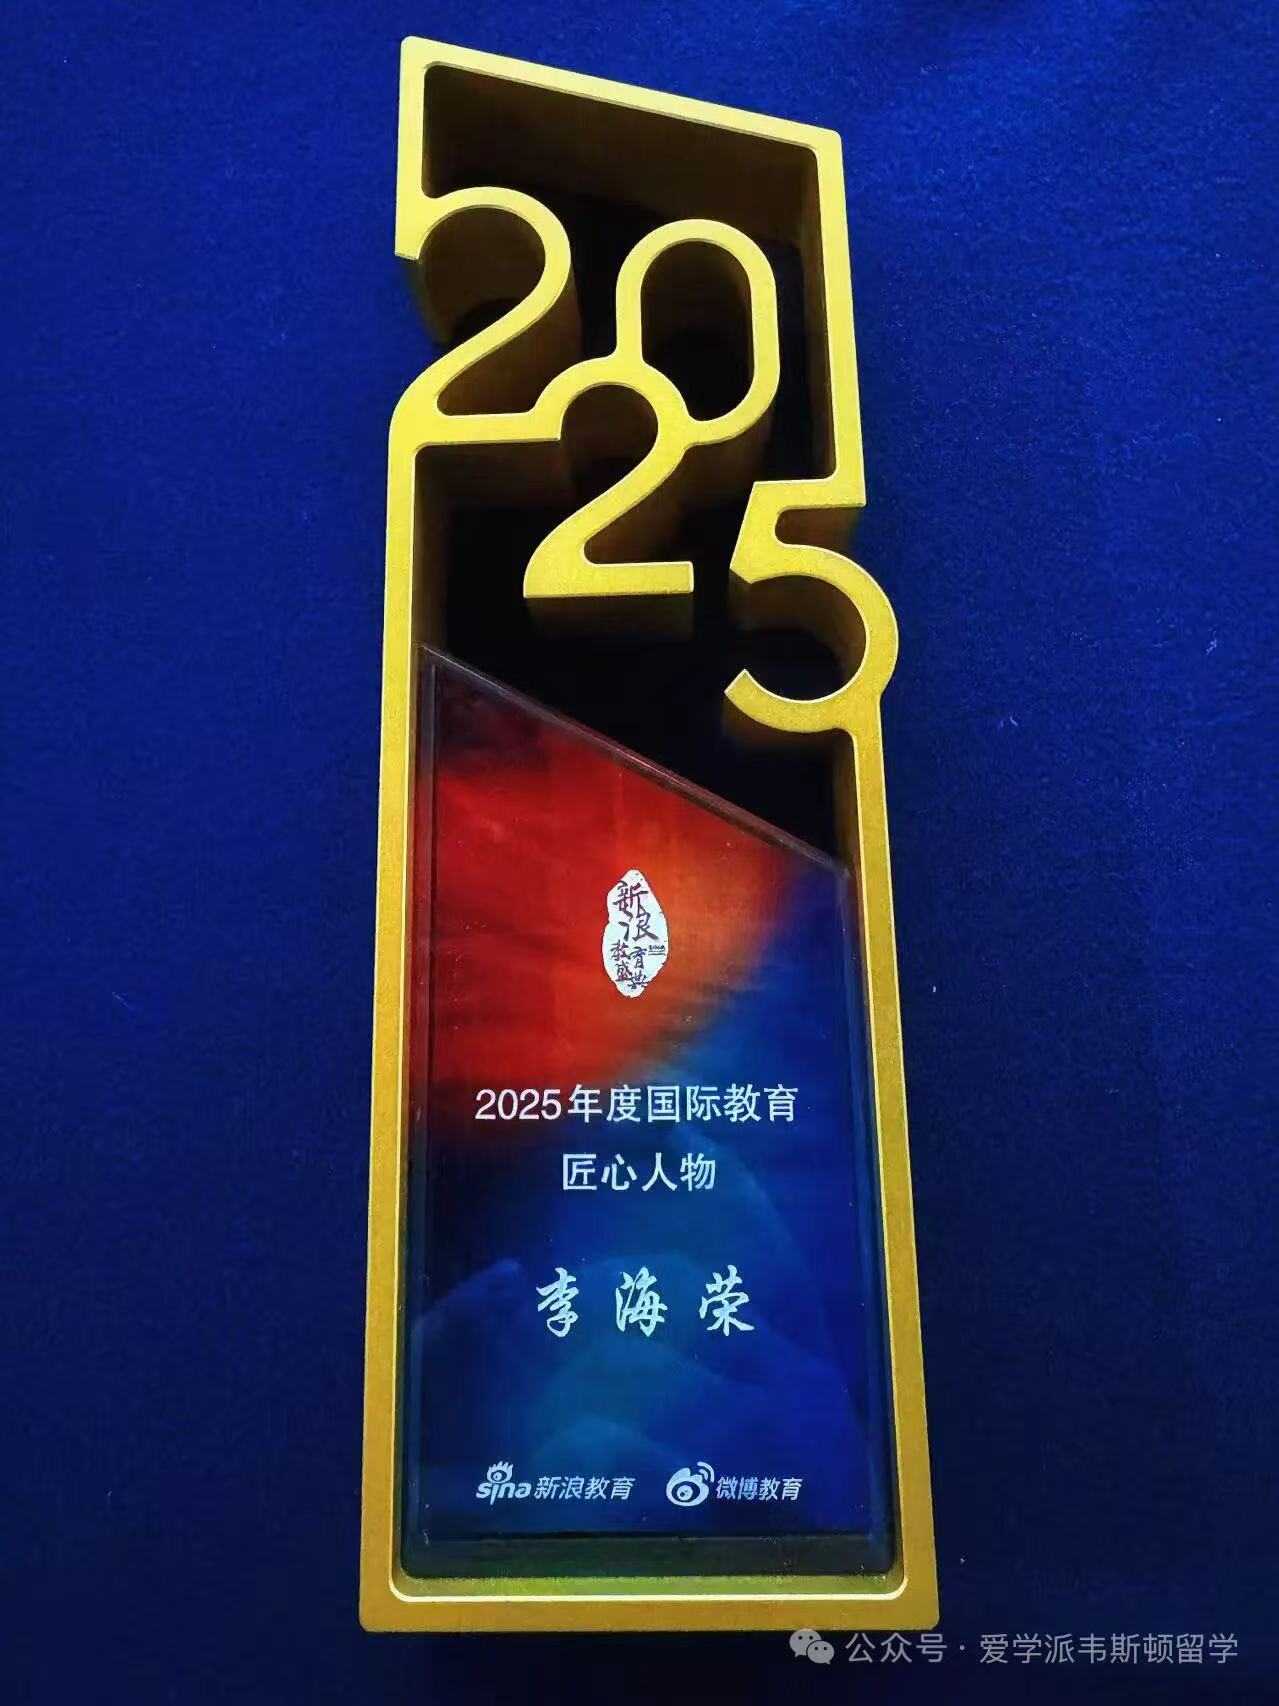 2025
新浪
教育
盛典
2025年度国际教育
匠心人物
李海荣
sina新浪教育 微博教育
公众号·爱学派韦斯顿留学